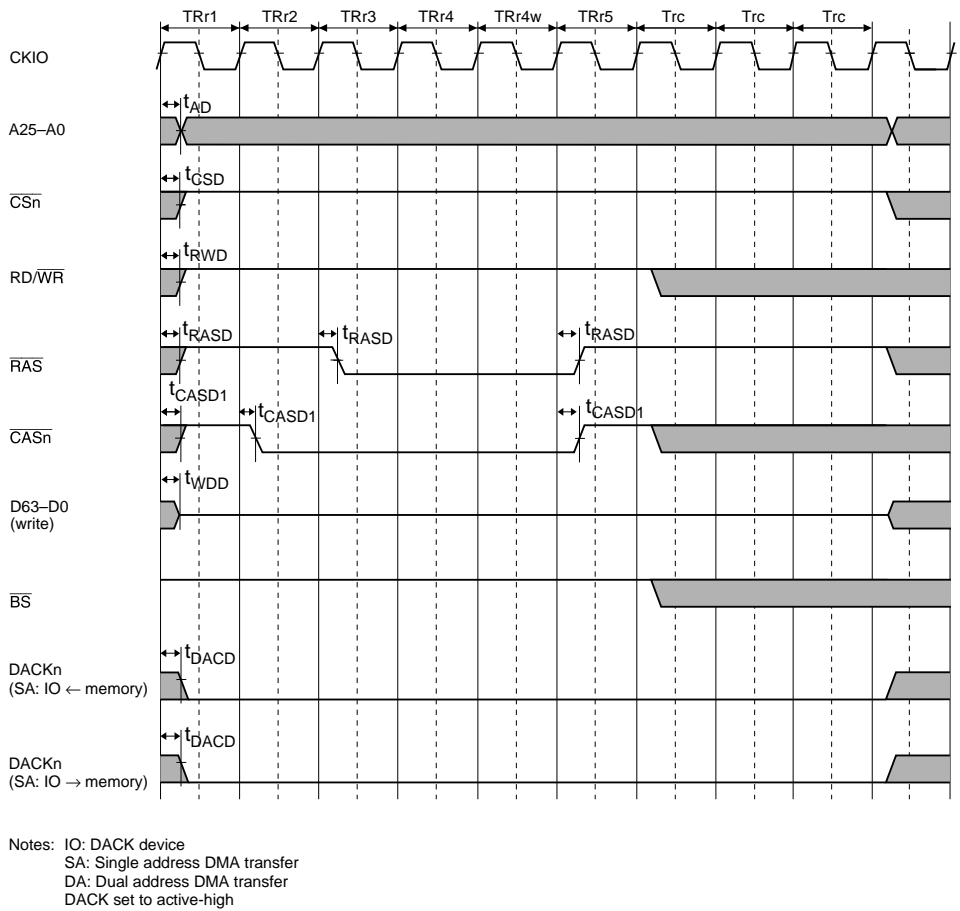 TRr1 TRr2 TRr3 TRr4 TRr4w TRr5 Trc Trc Trc
CKIO
tAD
A25–A0
tCSD
CSn
tRWD
RD/WR
tRASD tRASD tRASD
RAS
tCASD1 tCASD1 tCASD1
CASn
tWDD
D63–D0
(write)
BS
tDACD
DACKn
(SA: IO ← memory)
tDACD
DACKn
(SA: IO → memory)
Notes: IO: DACK device
SA: Single address DMA transfer
DA: Dual address DMA transfer
DACK set to active-high